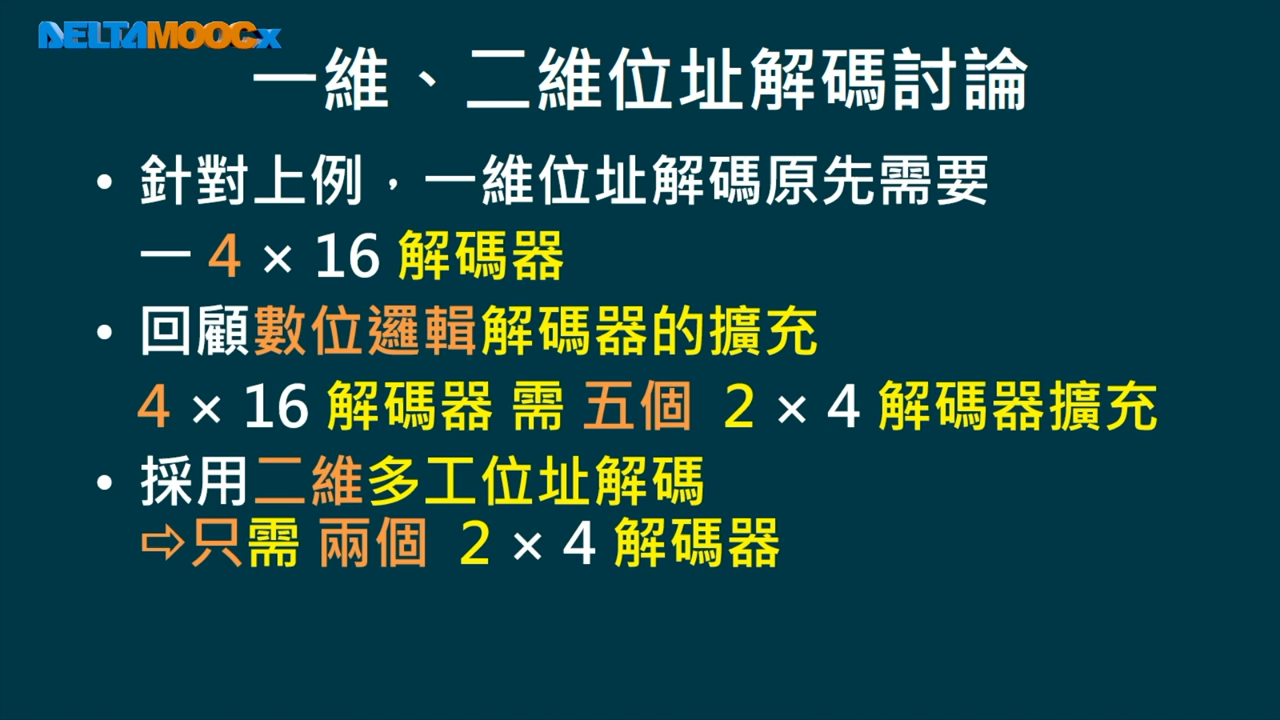 DELTAMOOCx
一維、二維位址解碼討論
• 針對上例，一維位址解碼原先需要
一 4 × 16 解碼器
• 回顧數位邏輯解碼器的擴充
4 × 16 解碼器 需 五個 2 × 4 解碼器擴充
• 採用二維多工位址解碼
⇨只需 兩個 2 × 4 解碼器